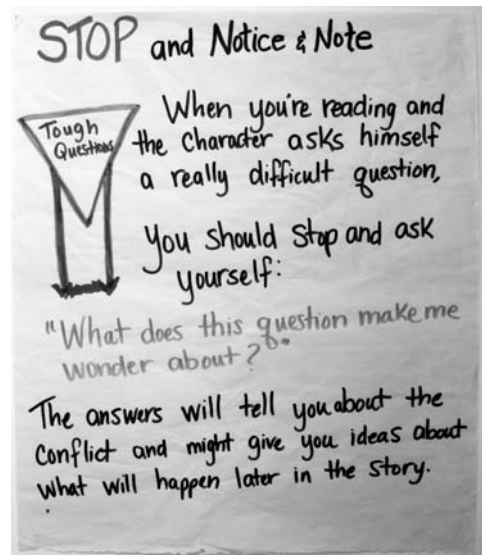 STOP and Notice & Note
Tough
Questions
When you're reading and
the Character asks himself
a really difficult question,
You should Stop and ask
yourself:
"What does this question make me
wonder about?"
The answers will tell you about the
Conflict and might give you ideas about
what will happen later in the story.